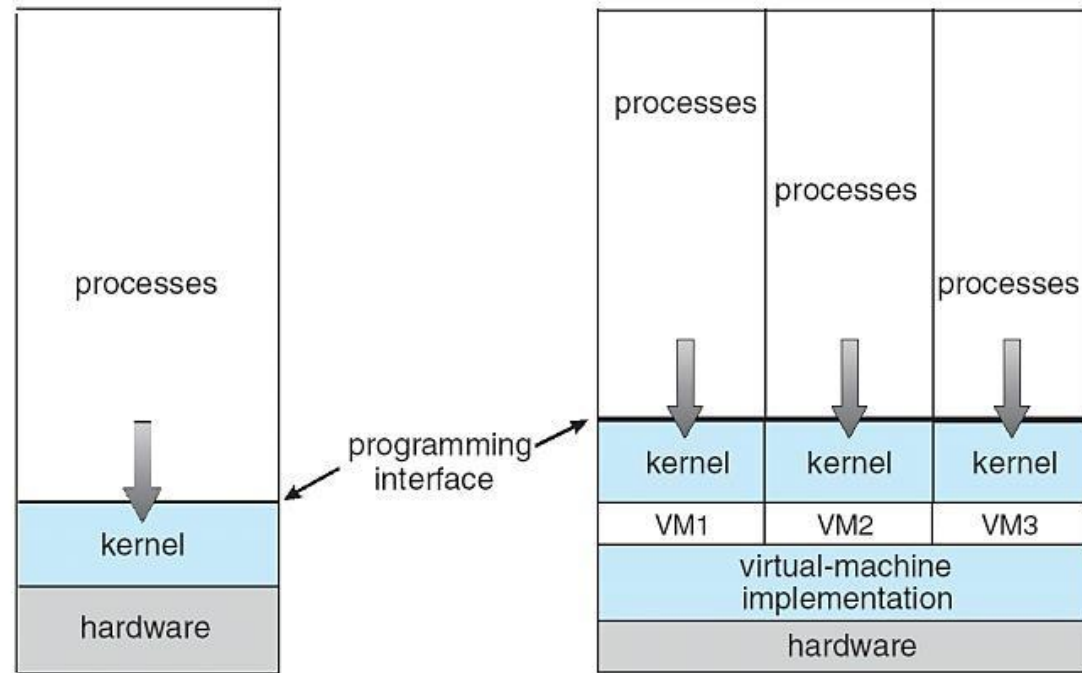 processes
kernel
hardware
programming
interface
processes
processes
processes
kernel
kernel
kernel
VM1
VM2
VM3
virtual-machine
implementation
hardware